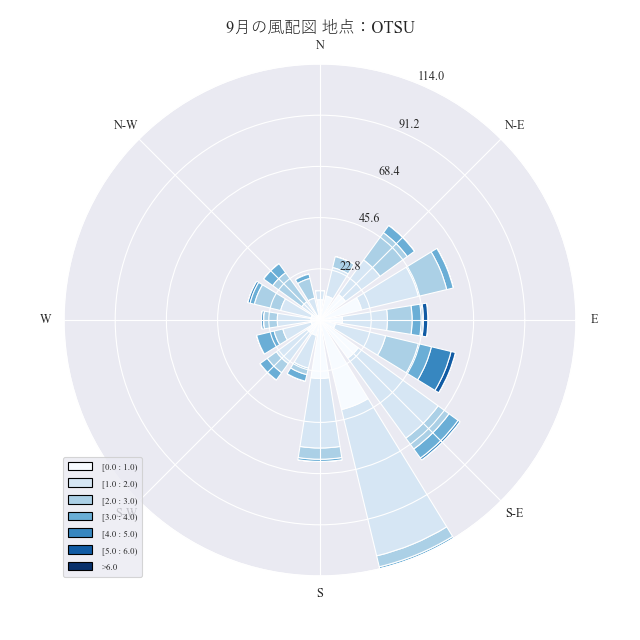 9月の風配図 地点：OTSU
N
114.0
N-W
91.2
N-E
68.4
45.6
22.8
W
E
[0.0 : 1.0)
[1.0 : 2.0)
[2.0 : 3.0)
[3.0 : 4.0)
S-W
S-E
[4.0 : 5.0)
[5.0 : 6.0)
>6.0
S